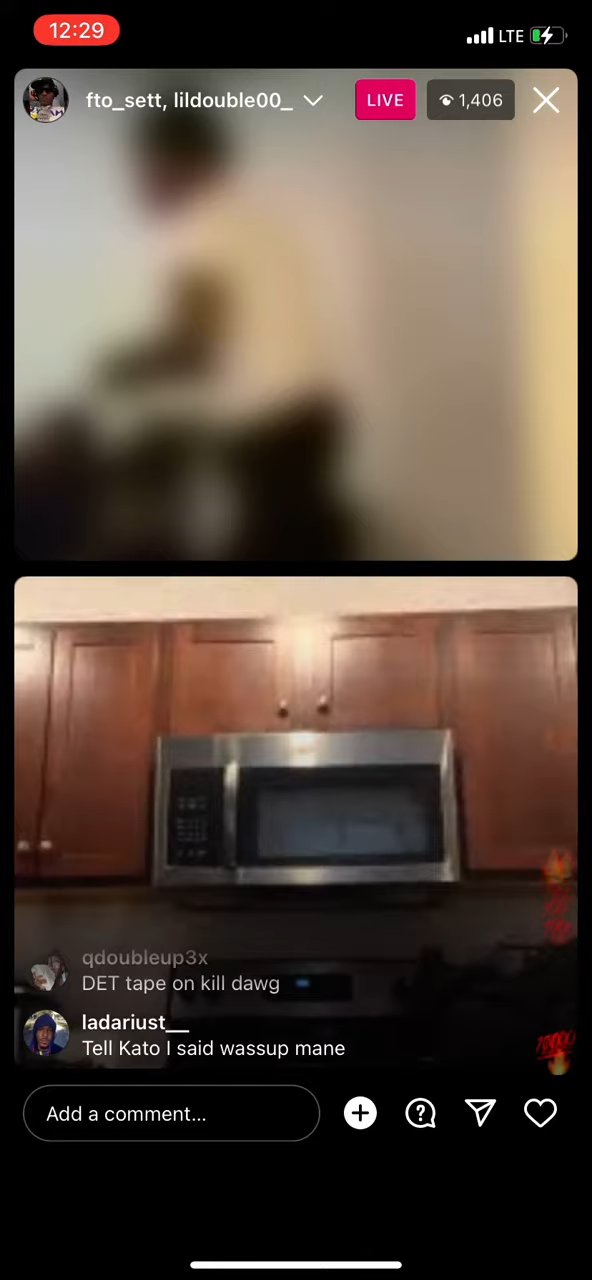 12:29
LTE
fto_sett, lildouble00_
LIVE
1,406
qdoubleup3x
DET tape on kill dawg
ladariust__
Tell Kato I said wassup mane
Add a comment...